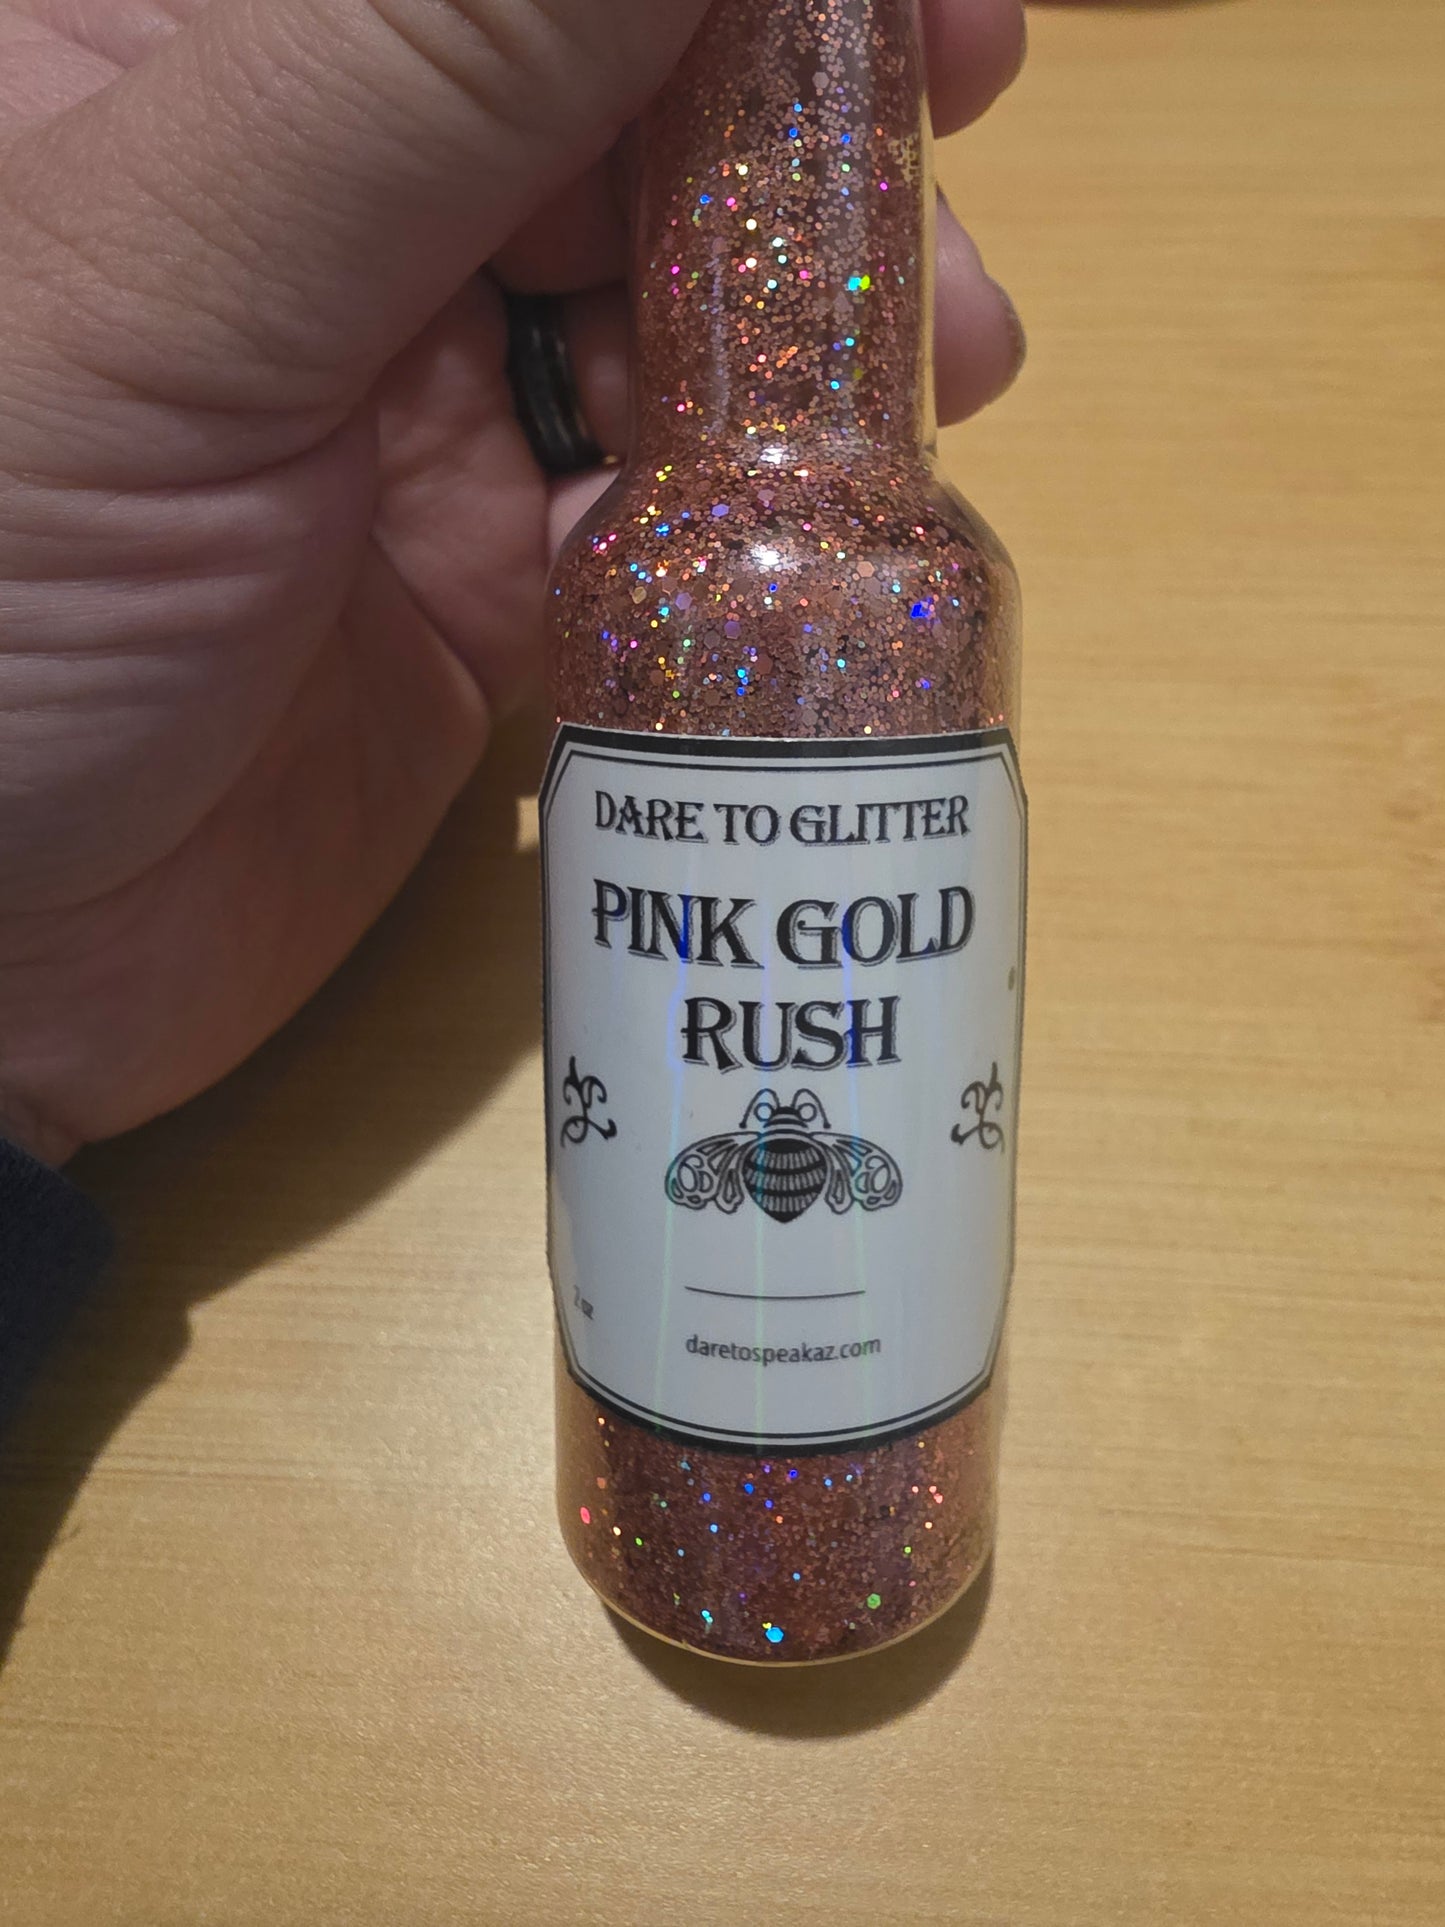 DARE TO GLITTER
PINK GOLD
RUSH
2 oz
daretospeakaz.com